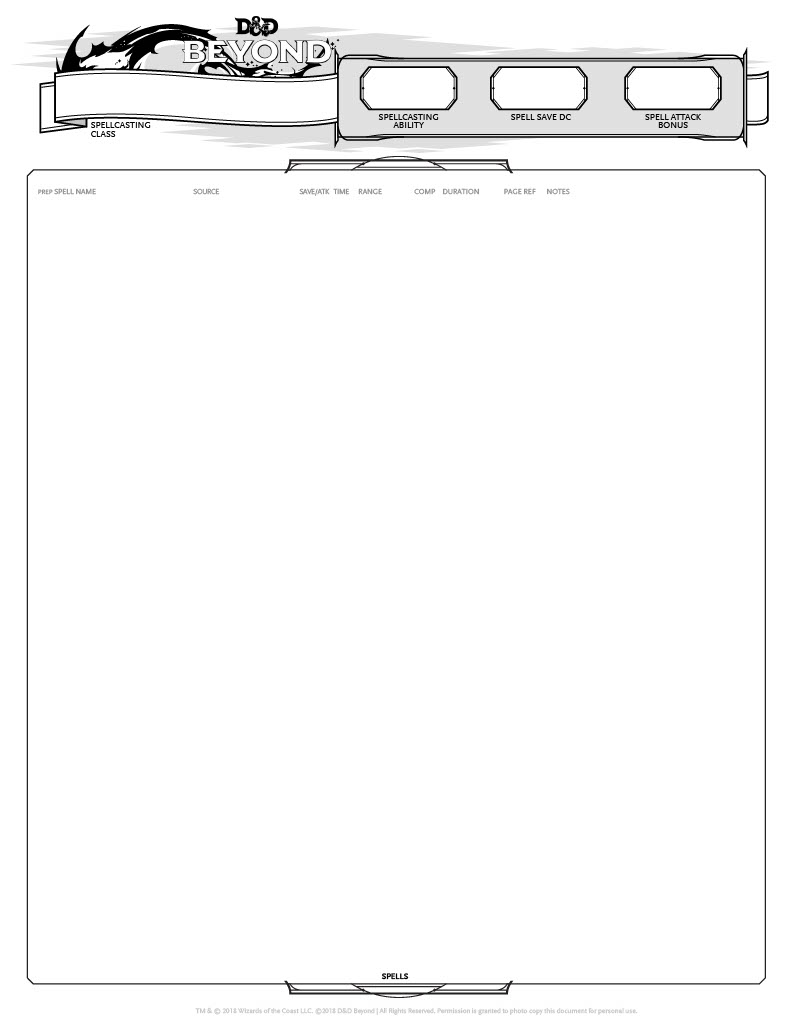 D&D
BEYOND
SPELLCASTING
CLASS
SPELLCASTING
ABILITY
SPELL SAVE DC
SPELL ATTACK
BONUS
PREP SPELL NAME SOURCE SAVE/ATK TIME RANGE COMP DURATION PAGE REF NOTES
SPELLS
TM & © 2018 Wizards of the Coast LLC. ©2018 D&D Beyond | All Rights Reserved. Permission is granted to photo copy this document for personal use.